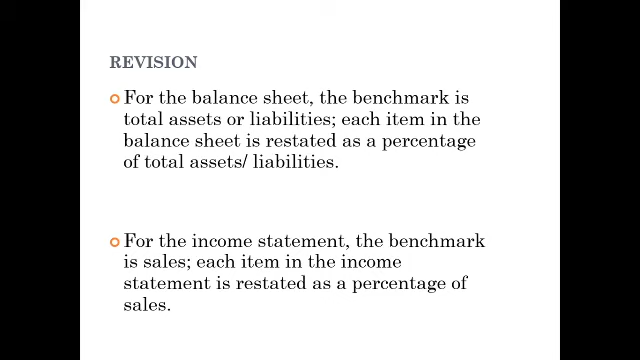 REVISION
For the balance sheet, the benchmark is
total assets or liabilities; each item in the
balance sheet is restated as a percentage
of total assets/ liabilities.
For the income statement, the benchmark
is sales; each item in the income
statement is restated as a percentage of
sales.